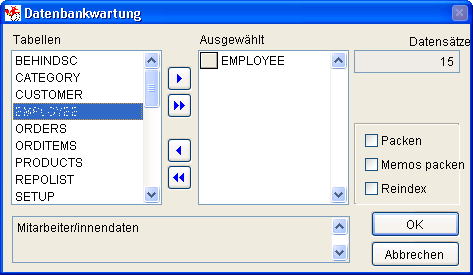 Datenbankwartung
Tabellen
Ausgewählt
Datensätze
BEHINDSC
CATEGORY
CUSTOMER
EMPLOYEE
ORDERS
ORDITEMS
PRODUCTS
REPOLIST
SETUP
EMPLOYEE
15
Packen
Memos packen
Reindex
Mitarbeiter/innendaten
OK
Abbrechen